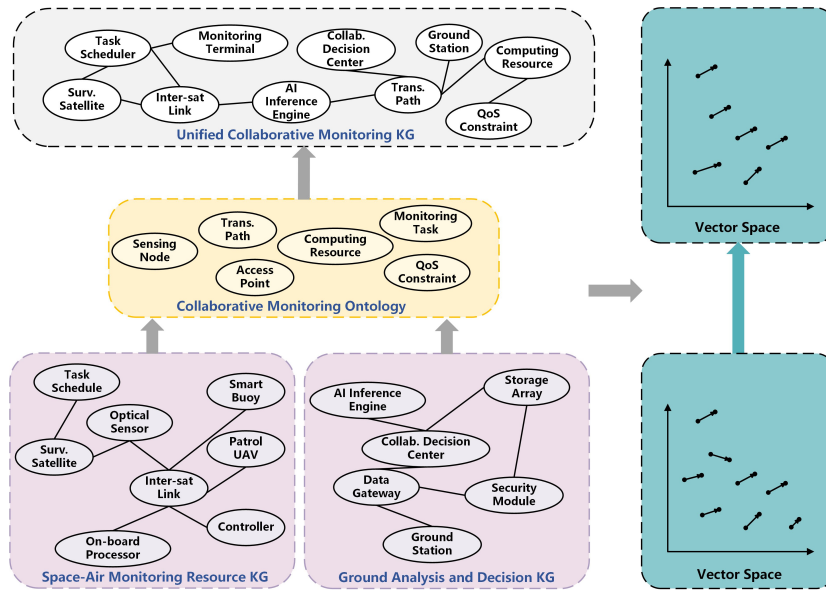 Task
Scheduler
Monitoring
Terminal
Collab.
Decision
Center
Ground
Station
Computing
Resource
Surv.
Satellite
Inter-sat
Link
AI
Inference
Engine
Trans.
Path
QoS
Constraint
Unified Collaborative Monitoring KG
Sensing
Node
Trans.
Path
Access
Point
Computing
Resource
Monitoring
Task
QoS
Constraint
Collaborative Monitoring Ontology
Task
Schedule
Optical
Sensor
Smart
Buoy
Surv.
Satellite
Patrol
UAV
Inter-sat
Link
Controller
On-board
Processor
Space-Air Monitoring Resource KG
AI Inference
Engine
Storage
Array
Collab. Decision
Center
Data
Gateway
Security
Module
Ground
Station
Ground Analysis and Decision KG
Vector Space
Vector Space